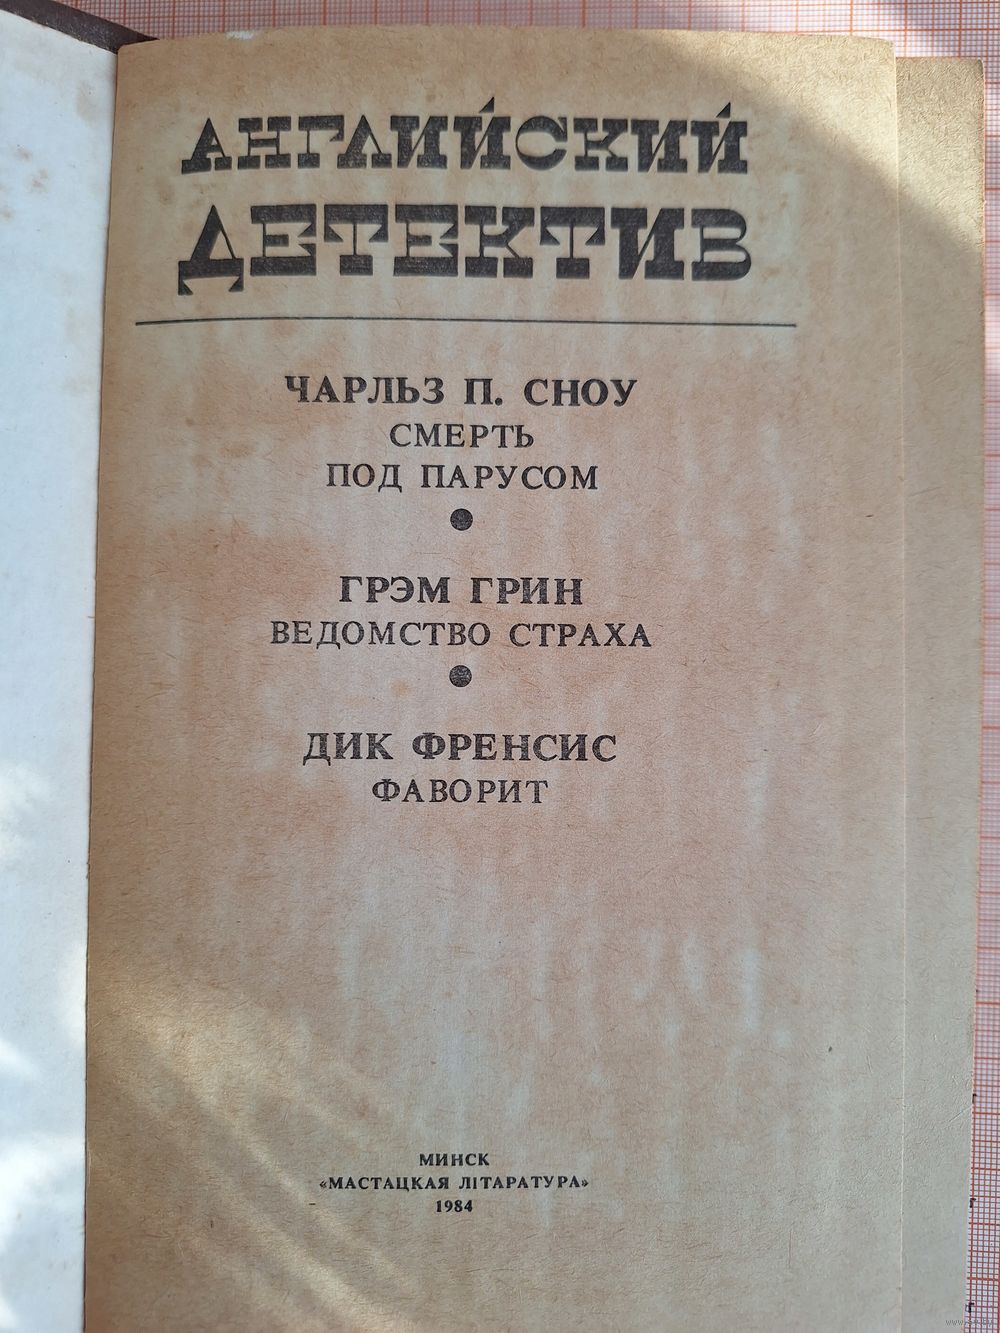 АНГЛИЙСКИЙ
ДЕТЕКТИВ
ЧАРЛЬЗ П. СНОУ
СМЕРТЬ
ПОД ПАРУСОМ
ГРЭМ ГРИН
ВЕДОМСТВО СТРАХА
ДИК ФРЕНСИС
ФАВОРИТ
МИНСК
«МАСТАЦКАЯ ЛІТАРАТУРА»
1984